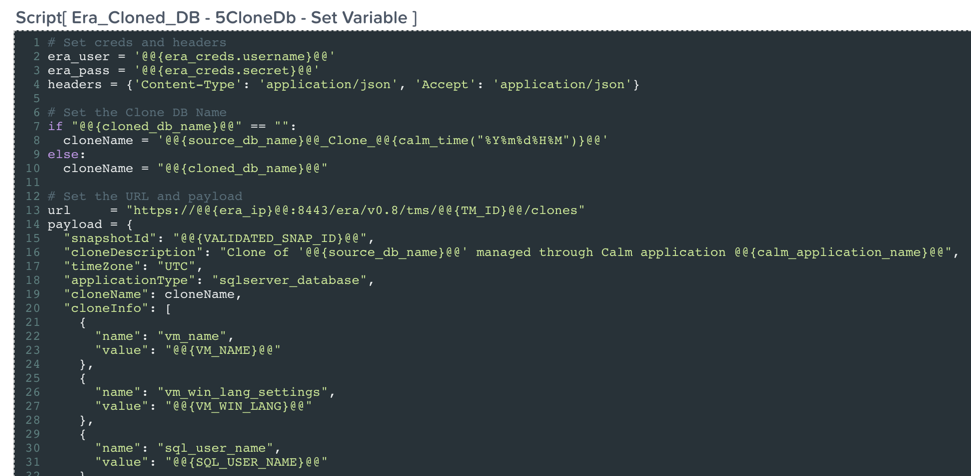 Script[ Era_Cloned_DB - 5CloneDb - Set Variable ]
1 # Set creds and headers
2 era_user = '@@{era_creds.username}@@'
3 era_pass = '@@{era_creds.secret}@@'
4 headers = {'Content-Type': 'application/json', 'Accept': 'application/json'}
5
6 # Set the Clone DB Name
7 if "@@{cloned_db_name}@@" == "":
8   cloneName = '@@{source_db_name}@@_Clone_@@{calm_time("%Y%m%d%H%M")}@@'
9 else:
10   cloneName = "@@{cloned_db_name}@@"
11
12 # Set the URL and payload
13 url     = "https://@@{era_ip}@@:8443/era/v0.8/tms/@@{TM_ID}@@/clones"
14 payload = {
15   "snapshotId": "@@{VALIDATED_SNAP_ID}@@",
16   "cloneDescription": "Clone of '@@{source_db_name}@@' managed through Calm application @@{calm_application_name}@@",
17   "timeZone": "UTC",
18   "applicationType": "sqlserver_database",
19   "cloneName": cloneName,
20   "cloneInfo": [
21     {
22       "name": "vm_name",
23       "value": "@@{VM_NAME}@@"
24     },
25     {
26       "name": "vm_win_lang_settings",
27       "value": "@@{VM_WIN_LANG}@@"
28     },
29     {
30       "name": "sql_user_name",
31       "value": "@@{SQL_USER_NAME}@@"